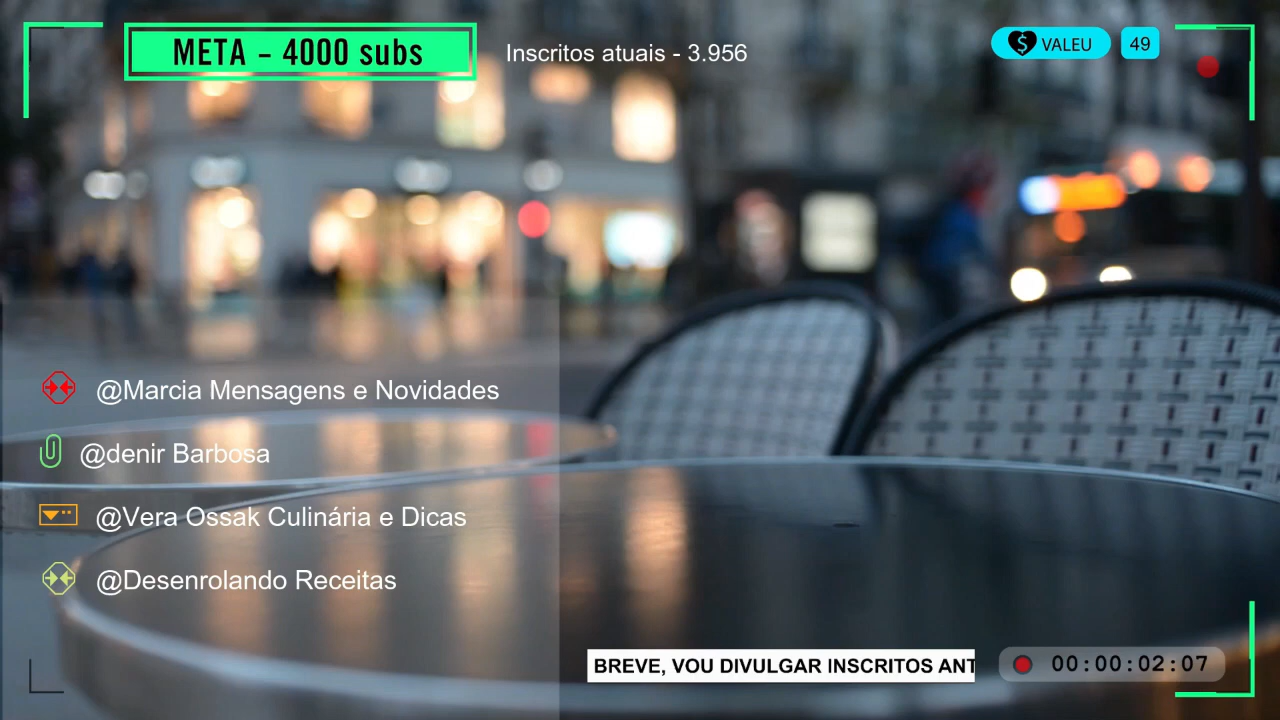 META – 4000 subs
Inscritos atuais - 3.956
VALEU
49
@Marcia Mensagens e Novidades
@denir Barbosa
@Vera Ossak Culinária e Dicas
@Desenrolando Receitas
BREVE, VOU DIVULGAR INSCRITOS ANT
00:00:02:07